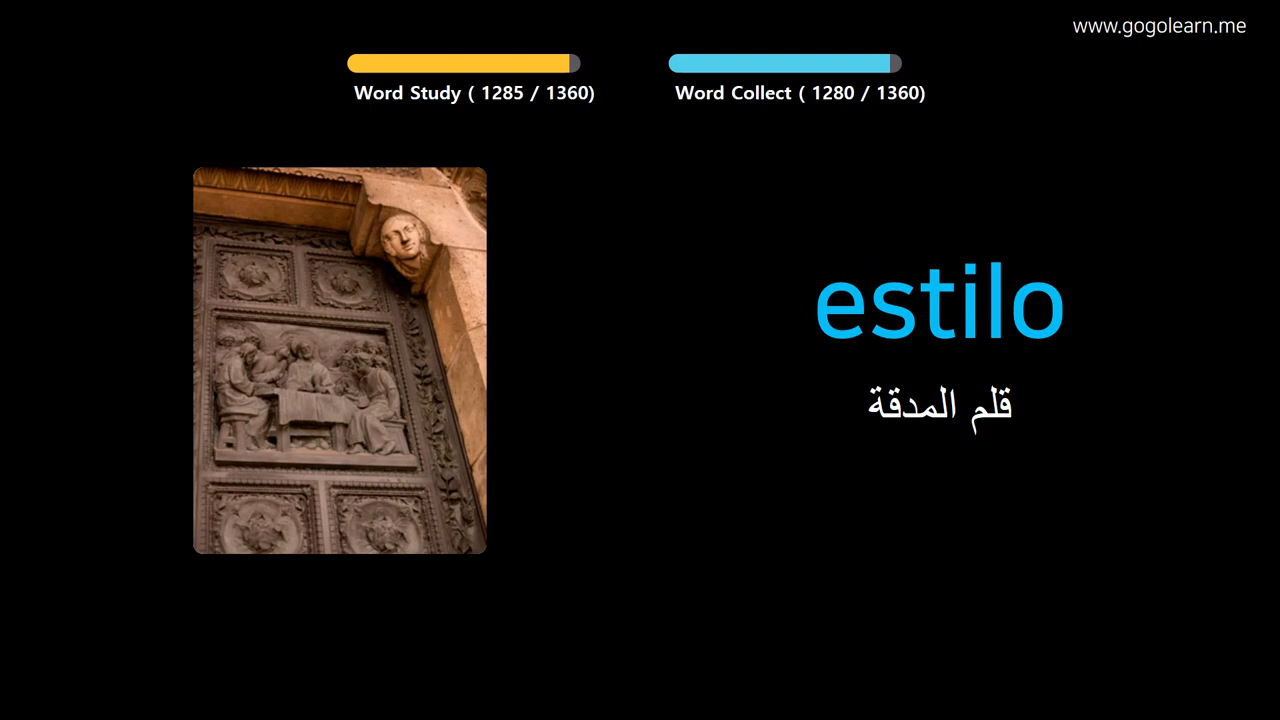 www.gogolearn.me
Word Study ( 1285 / 1360)
Word Collect ( 1280 / 1360)
estilo
قلم المدقة